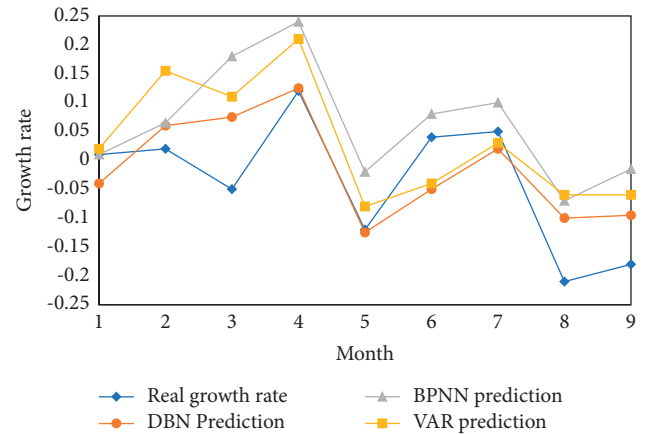 0.25
0.2
0.15
0.1
0.05
0
-0.05
-0.1
-0.15
-0.2
-0.25
Growth rate
1 2 3 4 5 6 7 8 9
Month
Real growth rate
DBN Prediction
BPNN prediction
VAR prediction